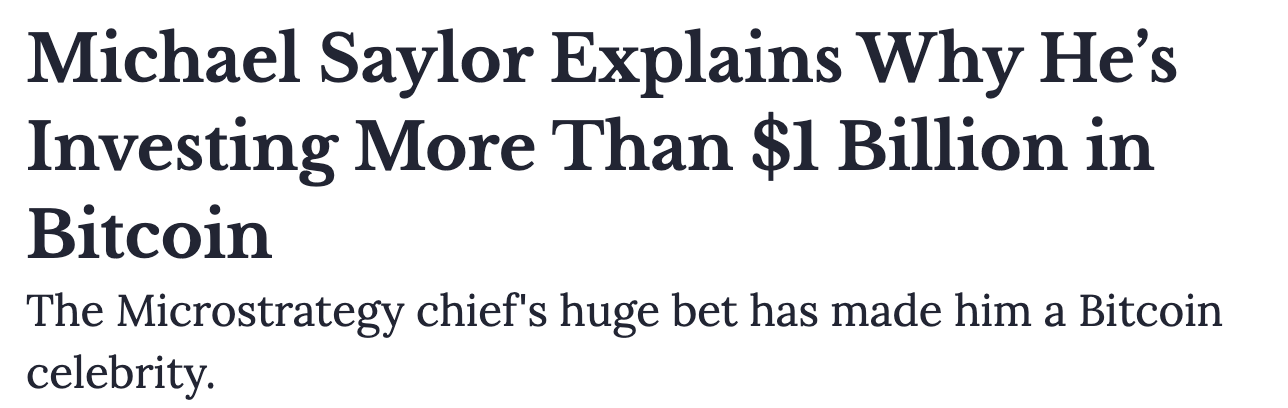 Michael Saylor Explains Why He’s
Investing More Than $1 Billion in
Bitcoin
The Microstrategy chief's huge bet has made him a Bitcoin
celebrity.